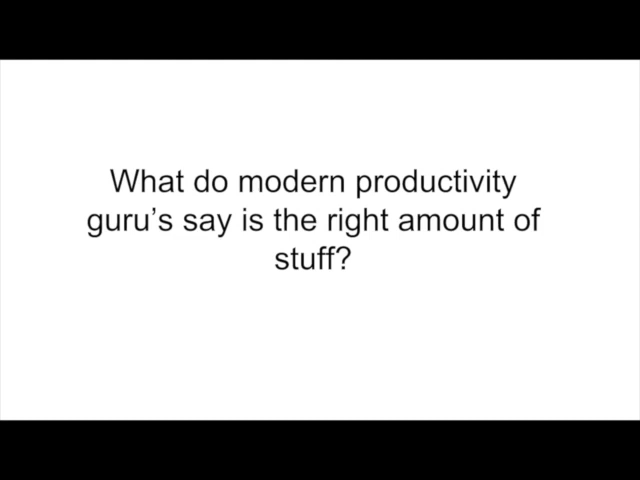 What do modern productivity
guru’s say is the right amount of
stuff?